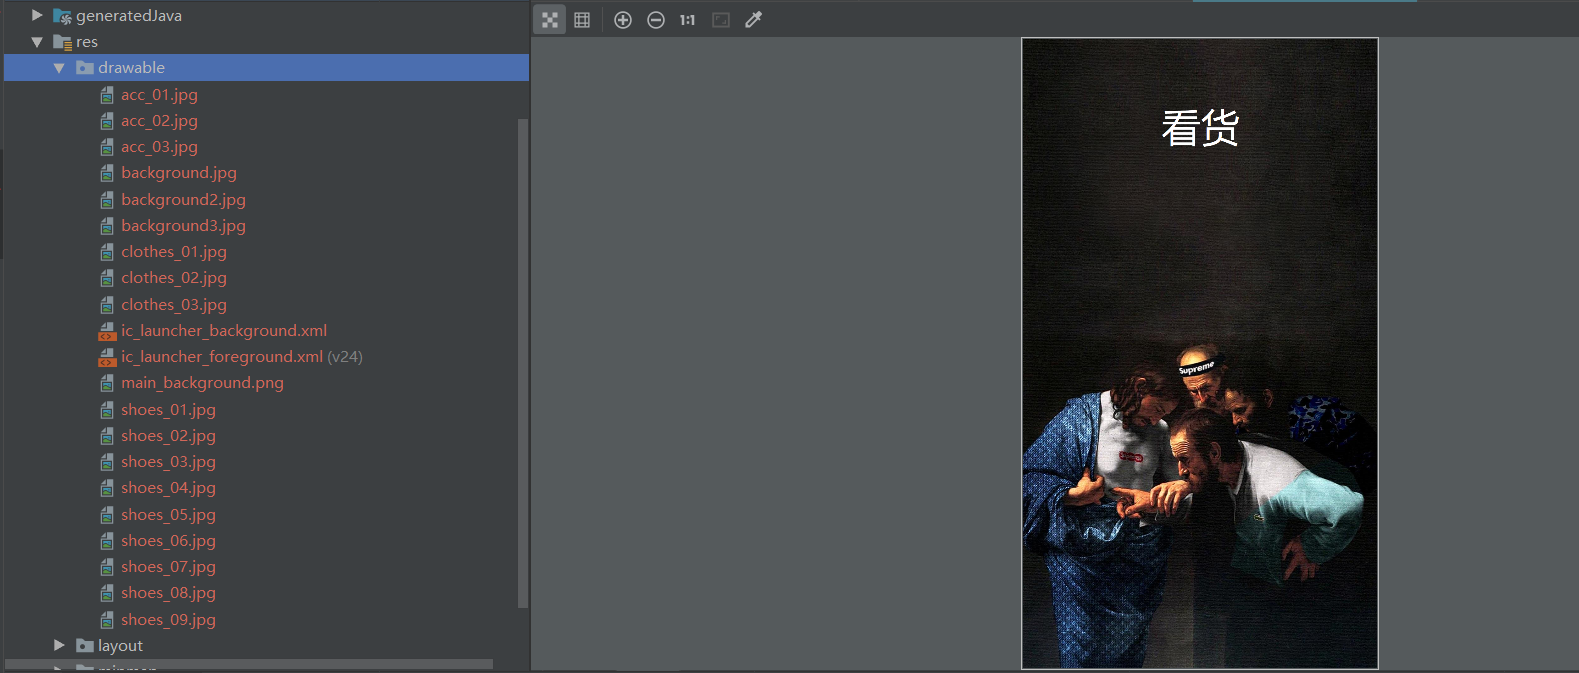 generatedJava
res
drawable
acc_01.jpg
acc_02.jpg
acc_03.jpg
background.jpg
background2.jpg
background3.jpg
clothes_01.jpg
clothes_02.jpg
clothes_03.jpg
ic_launcher_background.xml
ic_launcher_foreground.xml (v24)
main_background.png
shoes_01.jpg
shoes_02.jpg
shoes_03.jpg
shoes_04.jpg
shoes_05.jpg
shoes_06.jpg
shoes_07.jpg
shoes_08.jpg
shoes_09.jpg
layout
1:1
看货
Supreme